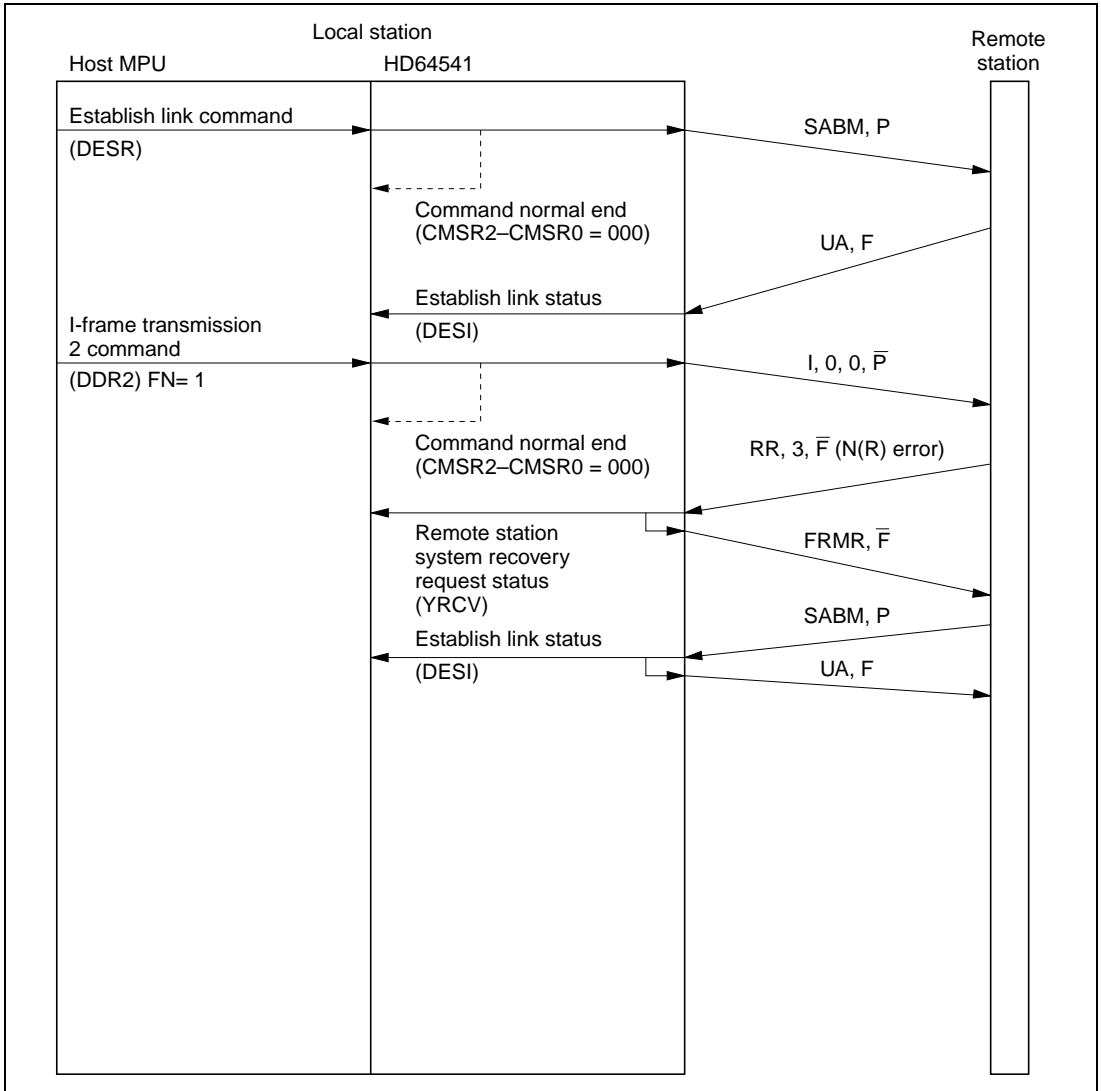 Local station
Remote
station
Host MPU
HD64541
Establish link command
(DESR)
SABM, P
Command normal end
(CMSR2–CMSR0 = 000)
UA, F
Establish link status
(DESI)
I-frame transmission
2 command
(DDR2) FN= 1
I, 0, 0, P̅
Command normal end
(CMSR2–CMSR0 = 000)
RR, 3, F̅ (N(R) error)
Remote station
system recovery
request status
(YRCV)
FRMR, F̅
SABM, P
Establish link status
(DESI)
UA, F